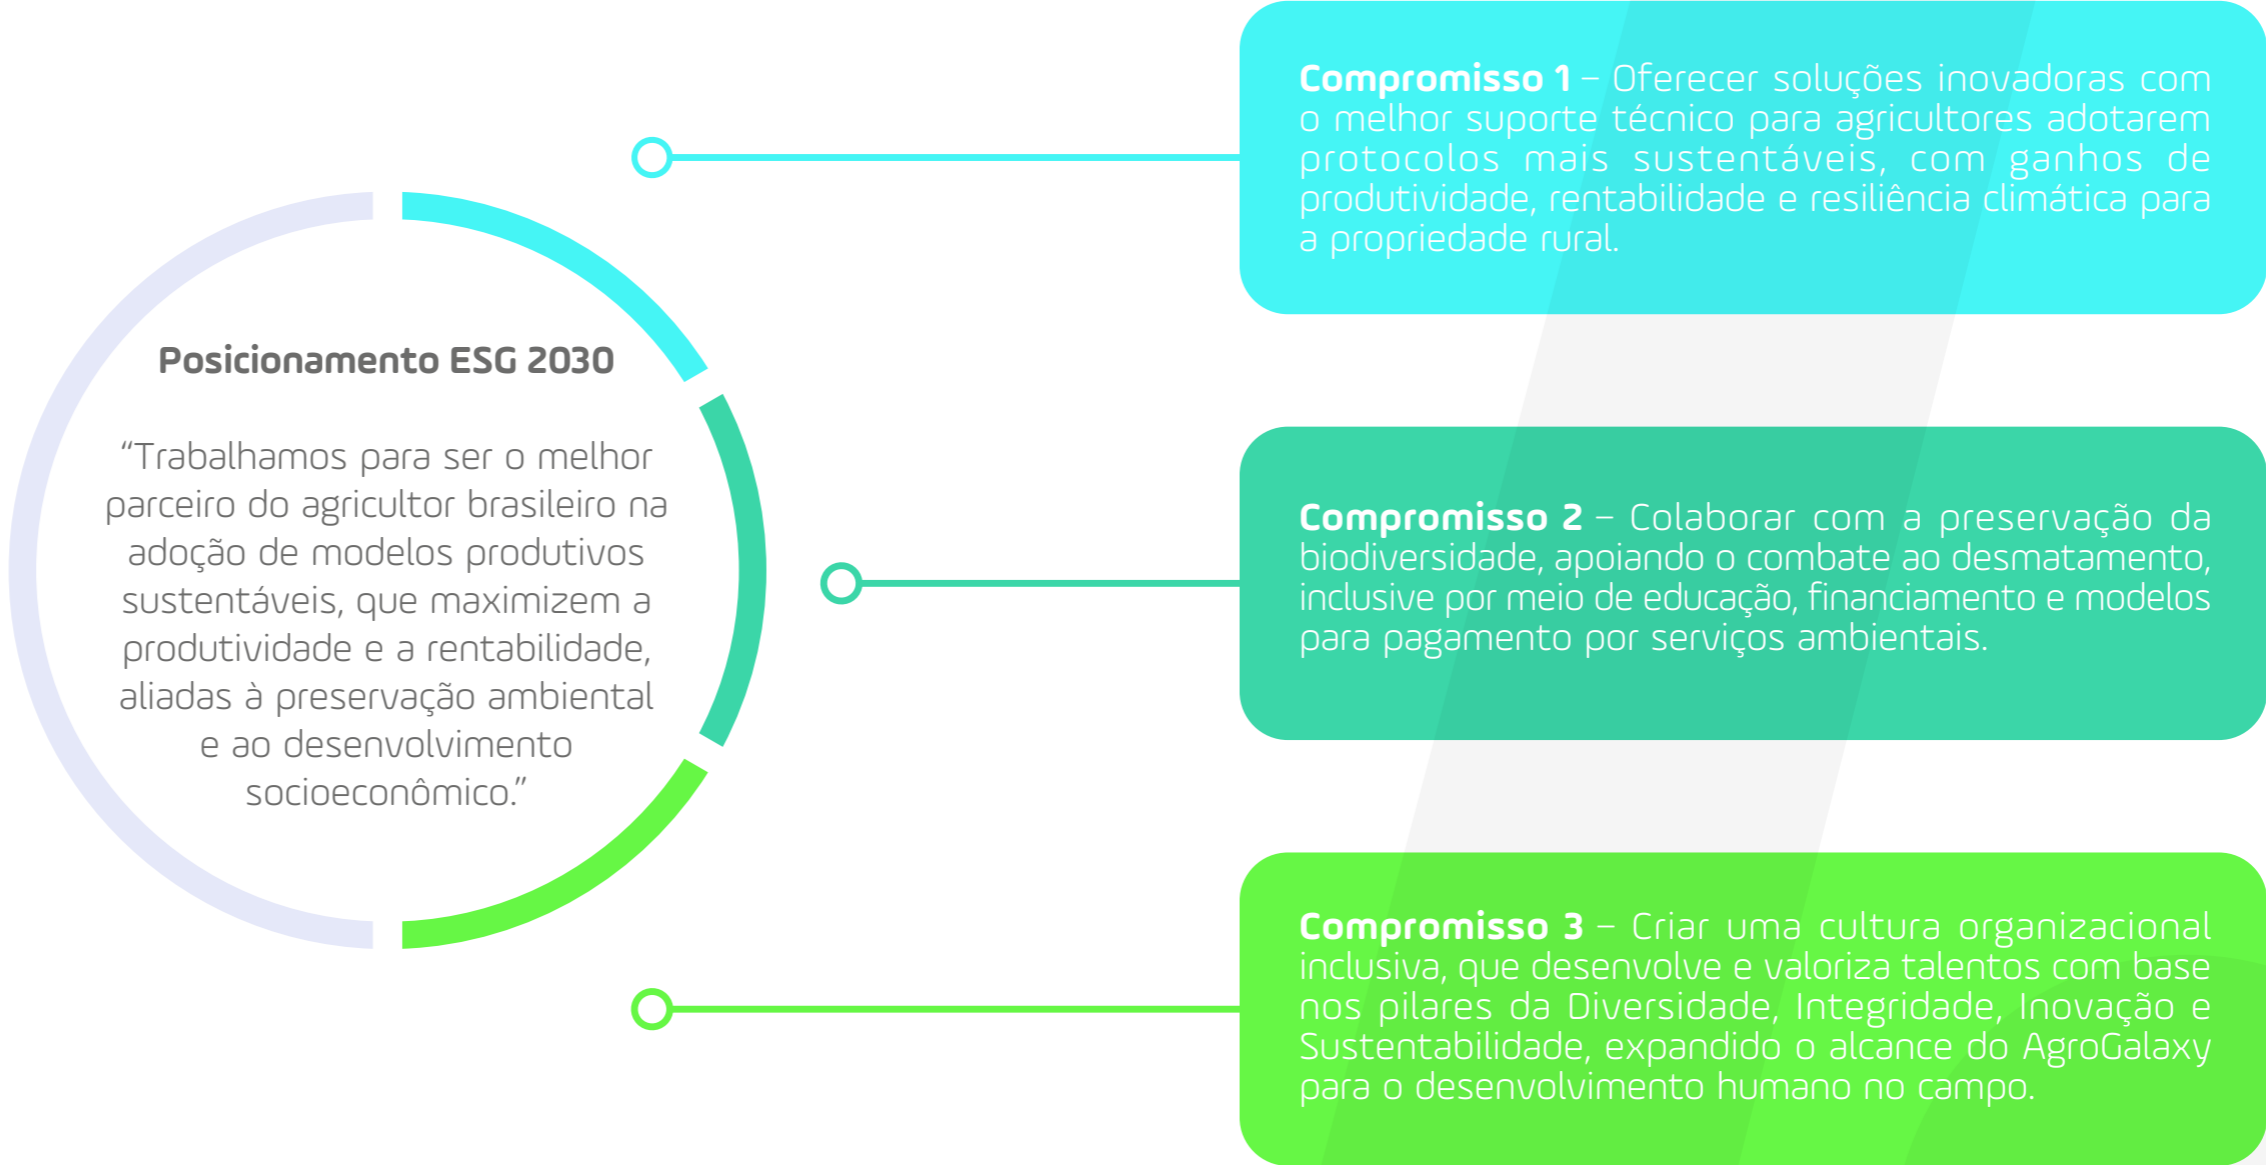 Posicionamento ESG 2030
“Trabalhamos para ser o melhor
parceiro do agricultor brasileiro na
adoção de modelos produtivos
sustentáveis, que maximizem a
produtividade e a rentabilidade,
aliadas à preservação ambiental
e ao desenvolvimento
socioeconômico.”
Compromisso 1 – Oferecer soluções inovadoras com
o melhor suporte técnico para agricultores adotarem
protocolos mais sustentáveis, com ganhos de
produtividade, rentabilidade e resiliência climática para
a propriedade rural.
Compromisso 2 – Colaborar com a preservação da
biodiversidade, apoiando o combate ao desmatamento,
inclusive por meio de educação, financiamento e modelos
para pagamento por serviços ambientais.
Compromisso 3 – Criar uma cultura organizacional
inclusiva, que desenvolve e valoriza talentos com base
nos pilares da Diversidade, Integridade, Inovação e
Sustentabilidade, expandido o alcance do AgroGalaxy
para o desenvolvimento humano no campo.